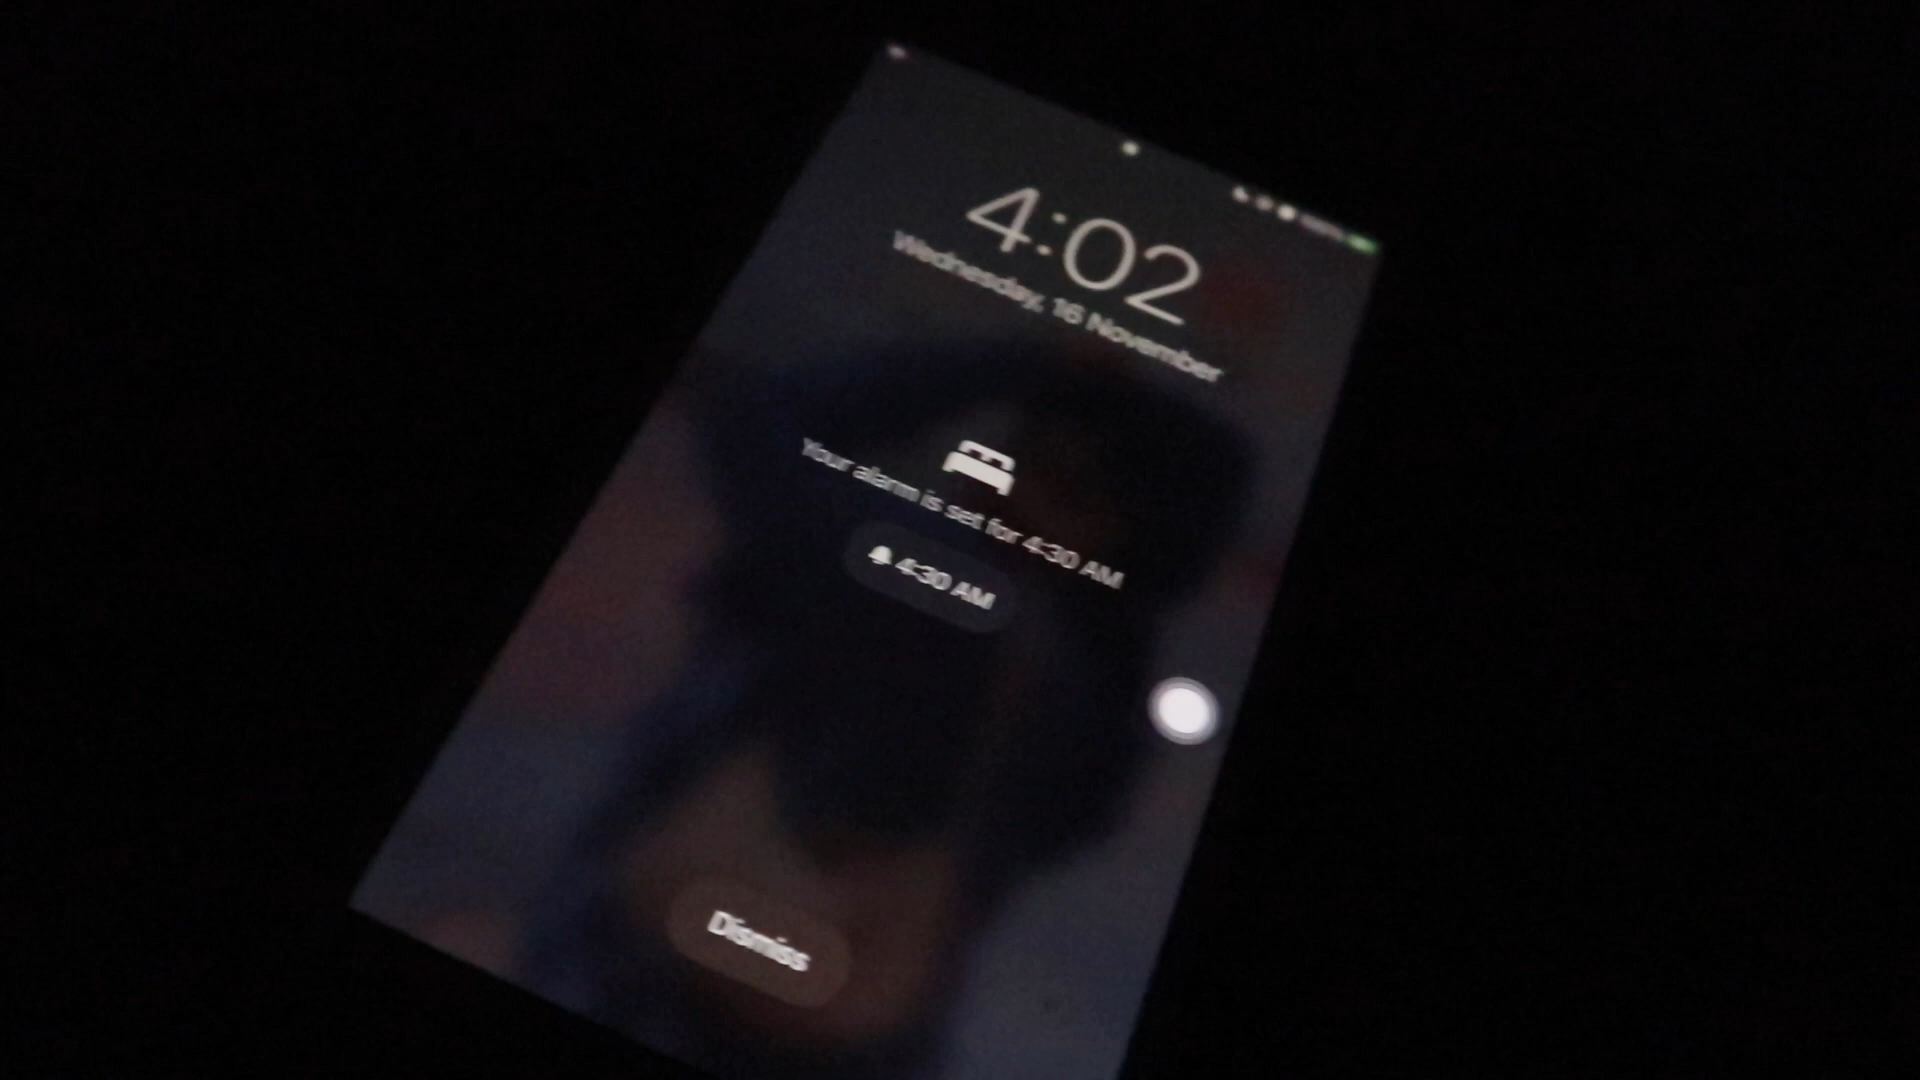 4:02
Wednesday, 16 November
Your alarm is set for 4:30 AM
4:30 AM
Dismiss